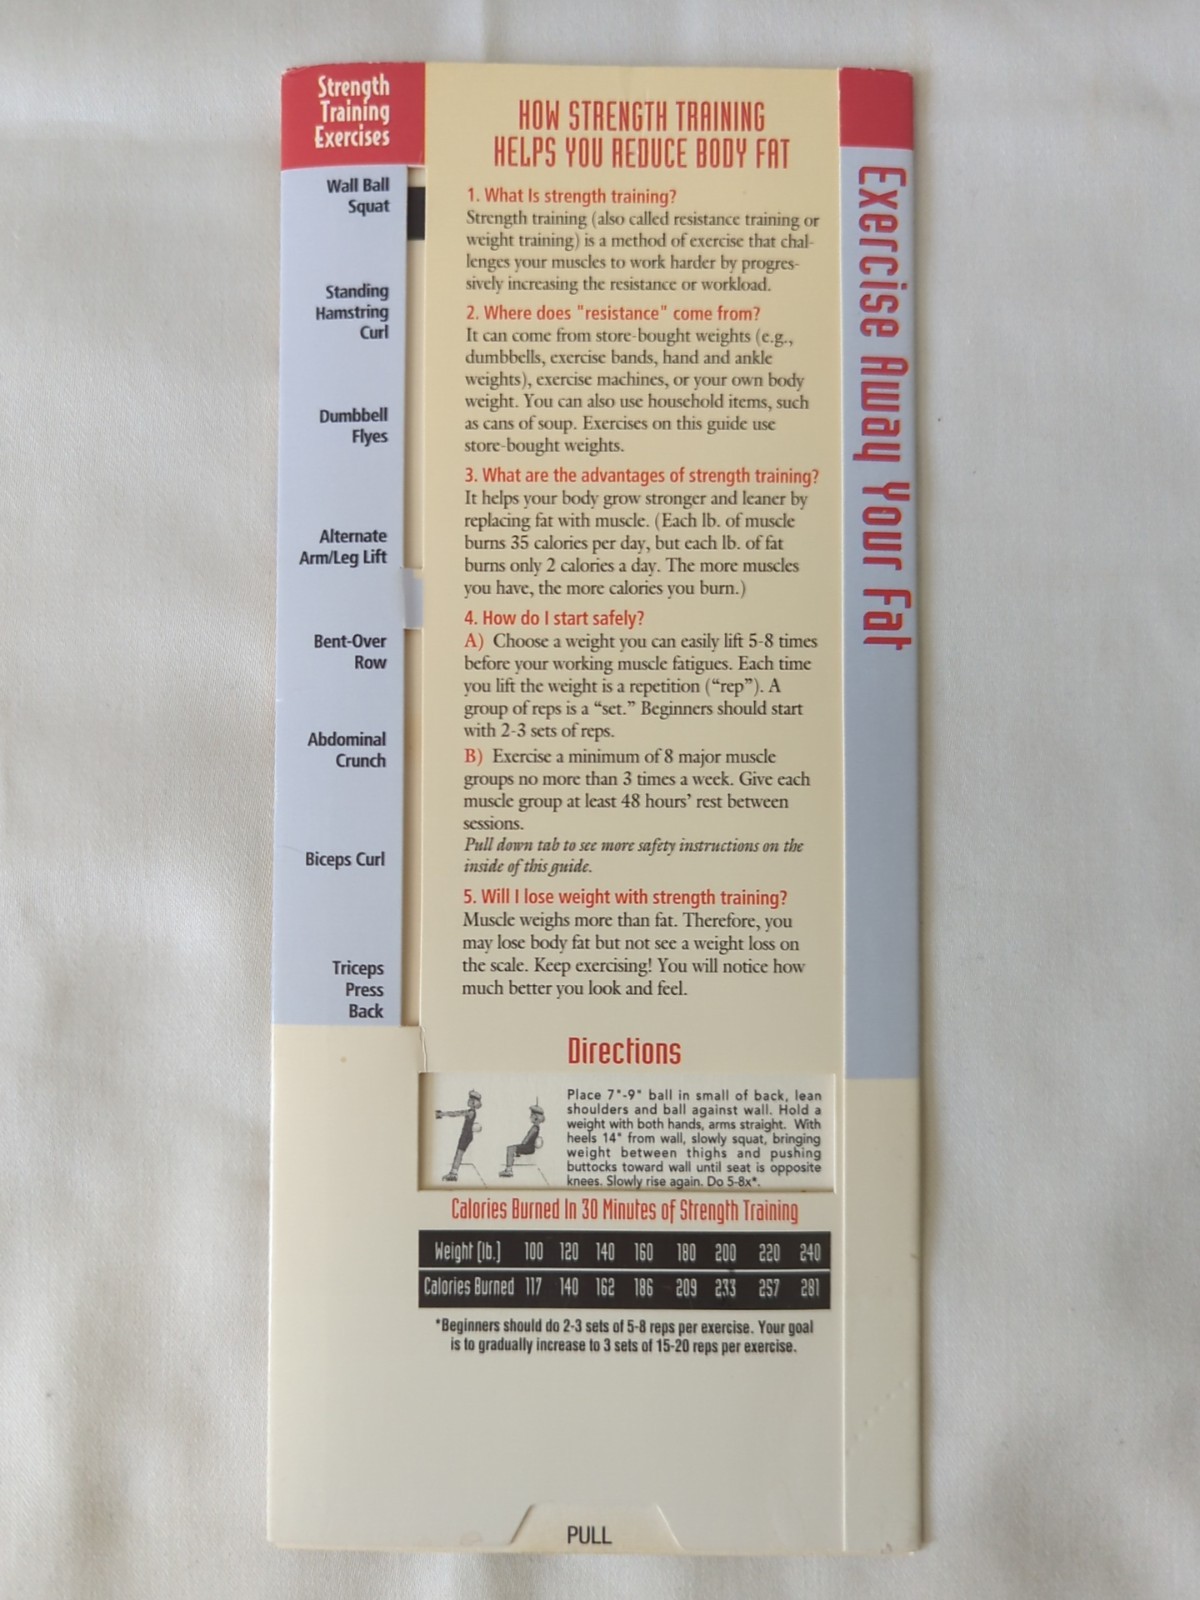 Strength
Training
Exercises
Wall Ball
Squat
Standing
Hamstring
Curl
Dumbbell
Flyes
Alternate
Arm/Leg Lift
Bent-Over
Row
Abdominal
Crunch
Biceps Curl
Triceps
Press
Back
HOW STRENGTH TRAINING
HELPS YOU REDUCE BODY FAT
1. What Is strength training?
Strength training (also called resistance training or
weight training) is a method of exercise that chal-
lenges your muscles to work harder by progres-
sively increasing the resistance or workload.
2. Where does "resistance" come from?
It can come from store-bought weights (e.g.,
dumbbells, exercise bands, hand and ankle
weights), exercise machines, or your own body
weight. You can also use household items, such
as cans of soup. Exercises on this guide use
store-bought weights.
3. What are the advantages of strength training?
It helps your body grow stronger and leaner by
replacing fat with muscle. (Each lb. of muscle
burns 35 calories per day, but each lb. of fat
burns only 2 calories a day. The more muscles
you have, the more calories you burn.)
4. How do I start safely?
A) Choose a weight you can easily lift 5-8 times
before your working muscle fatigues. Each time
you lift the weight is a repetition (“rep”). A
group of reps is a “set.” Beginners should start
with 2-3 sets of reps.
B) Exercise a minimum of 8 major muscle
groups no more than 3 times a week. Give each
muscle group at least 48 hours’ rest between
sessions.
Pull down tab to see more safety instructions on the
inside of this guide.
5. Will I lose weight with strength training?
Muscle weighs more than fat. Therefore, you
may lose body fat but not see a weight loss on
the scale. Keep exercising! You will notice how
much better you look and feel.
Directions
Place 7"-9" ball in small of back, lean
shoulders and ball against wall. Hold a
weight with both hands, arms straight. With
heels 14" from wall, slowly squat, bringing
weight between thighs and pushing
buttocks toward wall until seat is opposite
knees. Slowly rise again. Do 5-8x*.
Calories Burned In 30 Minutes of Strength Training
Weight (lb.) 100 120 140 160 180 200 220 240
Calories Burned 117 140 162 186 209 233 257 281
*Beginners should do 2-3 sets of 5-8 reps per exercise. Your goal
is to gradually increase to 3 sets of 15-20 reps per exercise.
PULL
Exercise Away Your Fat